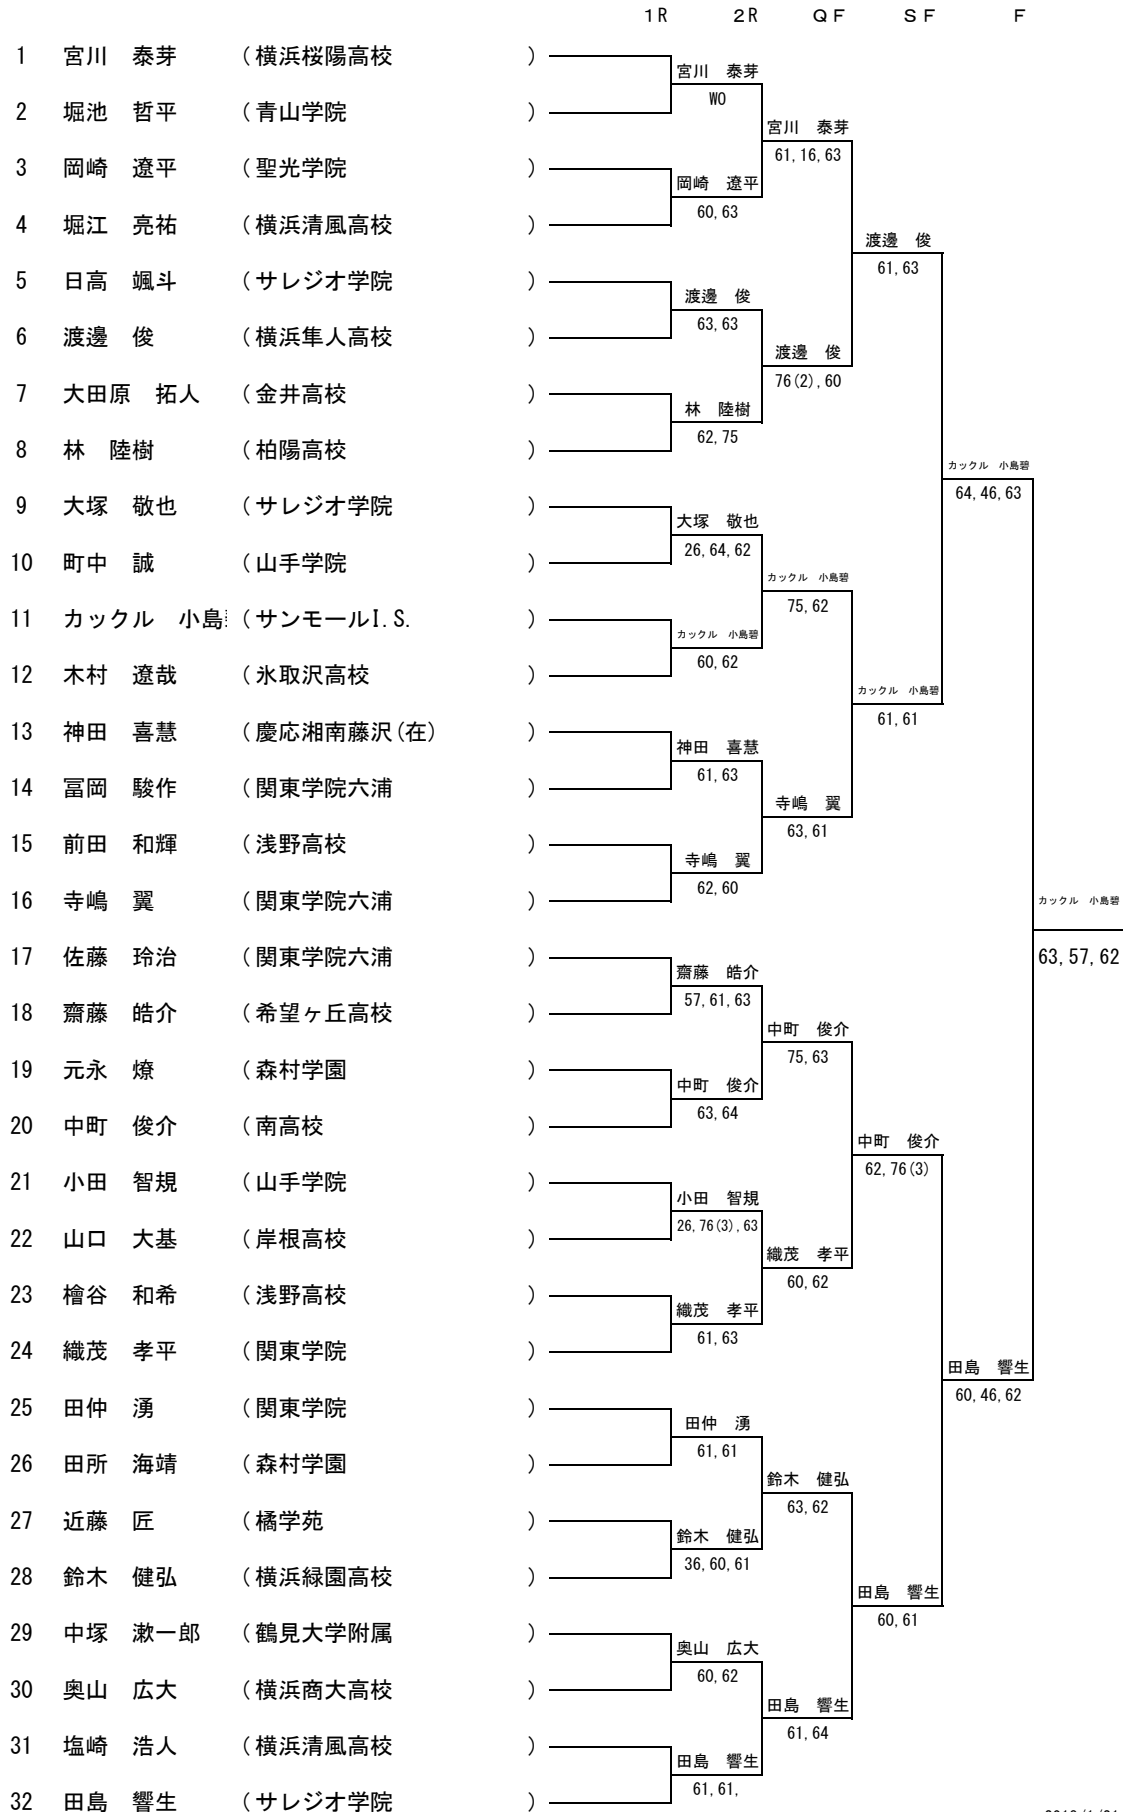 1R 2R QF SF F
1 宮川 泰芽 (横浜桜陽高校 )
宮川 泰芽
WO
2 堀池 哲平 (青山学院 )
宮川 泰芽
61,16,63
3 岡崎 遼平 (聖光学院 )
岡崎 遼平
60,63
4 堀江 亮祐 (横浜清風高校 )
渡邊 俊
61,63
5 日高 颯斗 (サレジオ学院 )
渡邊 俊
63,63
6 渡邊 俊 (横浜隼人高校 )
渡邊 俊
76(2),60
7 大田原 拓人 (金井高校 )
林 陸樹
62,75
8 林 陸樹 (柏陽高校 )
カックル 小島碧
64,46,63
9 大塚 敬也 (サレジオ学院 )
大塚 敬也
26,64,62
10 町中 誠 (山手学院 )
カックル 小島碧
75,62
11 カックル 小島 (サンモールI.S. )
カックル 小島碧
60,62
12 木村 遼哉 (氷取沢高校 )
カックル 小島碧
61,61
13 神田 喜慧 (慶応湘南藤沢(在) )
神田 喜慧
61,63
14 冨岡 駿作 (関東学院六浦 )
寺嶋 翼
63,61
15 前田 和輝 (浅野高校 )
寺嶋 翼
62,60
16 寺嶋 翼 (関東学院六浦 )
カックル 小島碧
63,57,62
17 佐藤 玲治 (関東学院六浦 )
齋藤 皓介
57,61,63
18 齋藤 皓介 (希望ヶ丘高校 )
中町 俊介
75,63
19 元永 燎 (森村学園 )
中町 俊介
63,64
20 中町 俊介 (南高校 )
中町 俊介
62,76(3)
21 小田 智規 (山手学院 )
小田 智規
26,76(3),63
22 山口 大基 (岸根高校 )
織茂 孝平
60,62
23 檜谷 和希 (浅野高校 )
織茂 孝平
61,63
24 織茂 孝平 (関東学院 )
田島 響生
60,46,62
25 田仲 湧 (関東学院 )
田仲 湧
61,61
26 田所 海靖 (森村学園 )
鈴木 健弘
63,62
27 近藤 匠 (橘学苑 )
鈴木 健弘
36,60,61
28 鈴木 健弘 (横浜緑園高校 )
田島 響生
60,61
29 中塚 漱一郎 (鶴見大学附属 )
奥山 広大
60,62
30 奥山 広大 (横浜商大高校 )
田島 響生
61,64
31 塩崎 浩人 (横浜清風高校 )
田島 響生
61,61,
32 田島 響生 (サレジオ学院 )